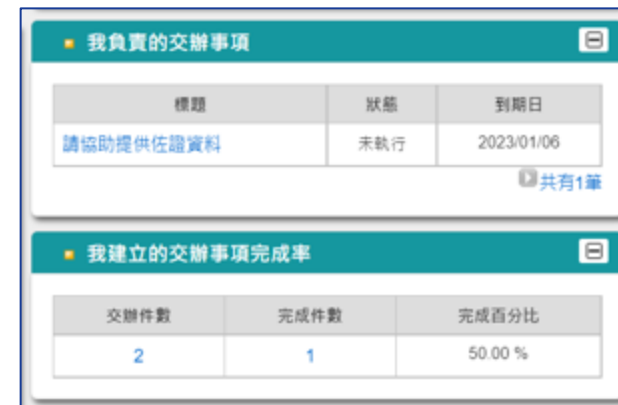 我負責的交辦事項
標題 狀態 到期日
請協助提供佐證資料 未執行 2023/01/06
共有1筆
我建立的交辦事項完成率
交辦件數 完成件數 完成百分比
2 1 50.00 %